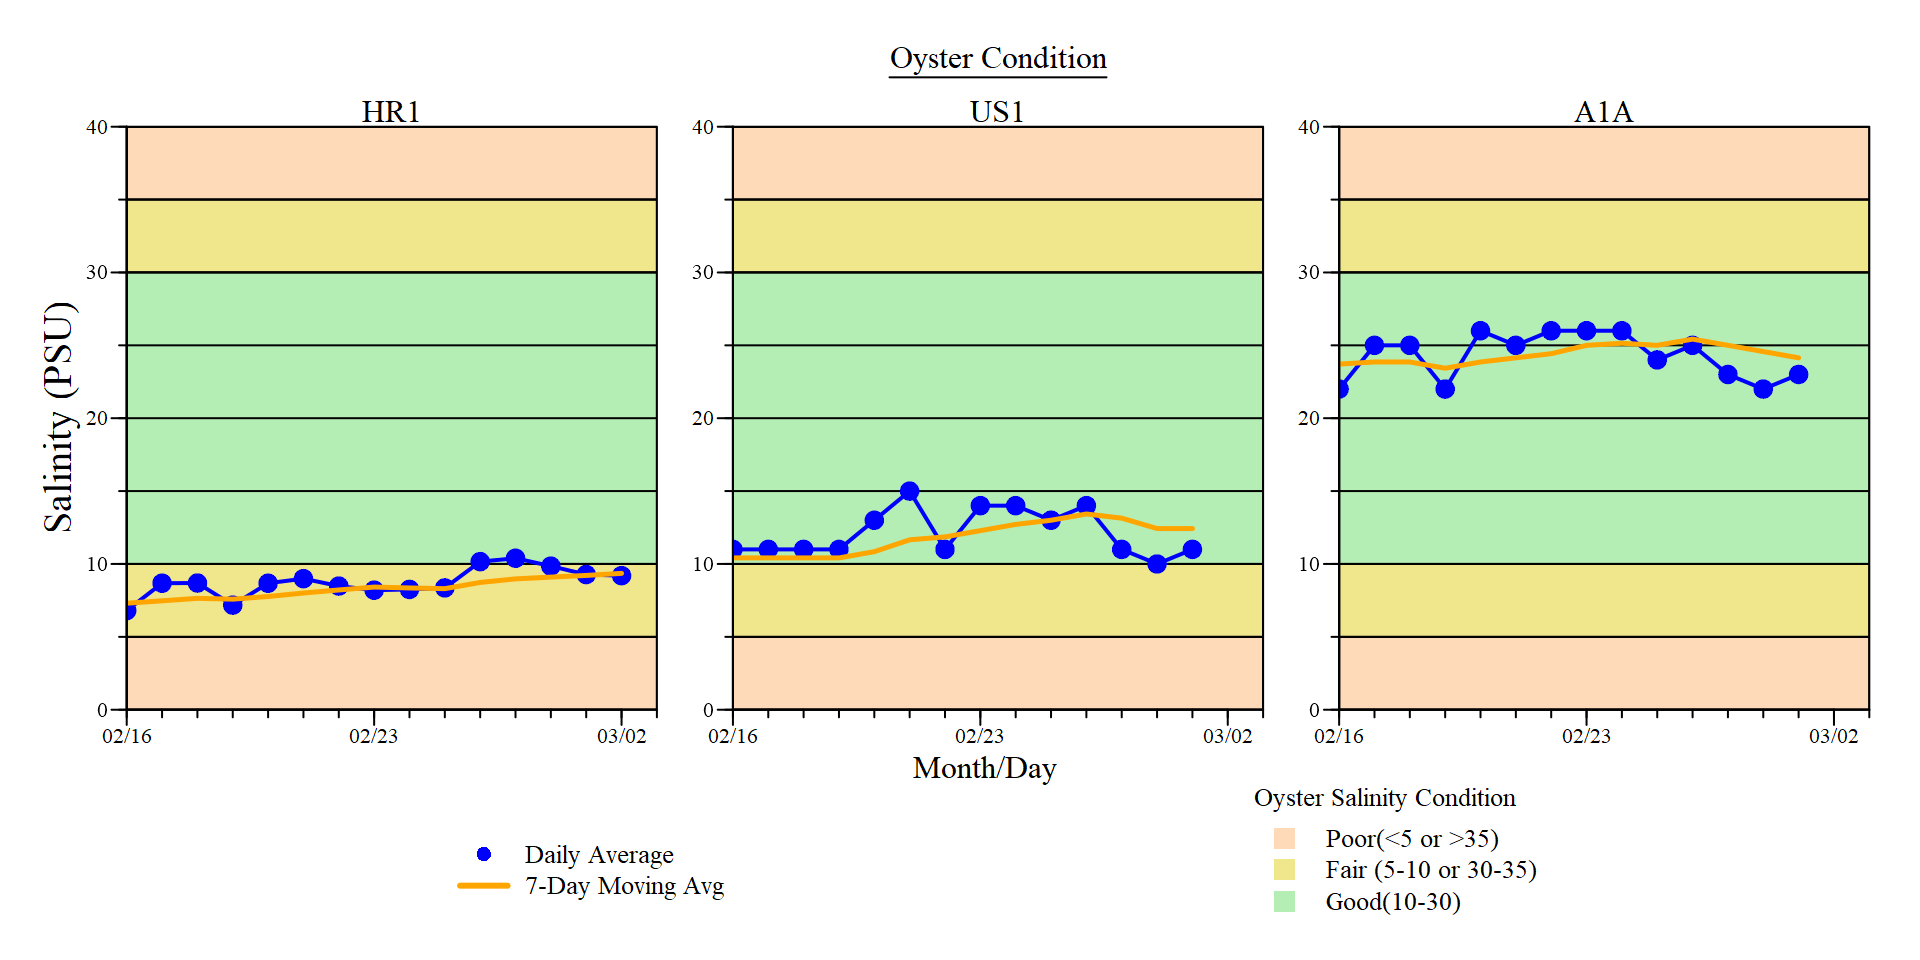 Oyster Condition
HR1 US1 A1A
40 40 40
30 30 30
20 20 20
10 10 10
0 0 0
Salinity (PSU)
02/16 02/23 03/02 02/16 02/23 03/02 02/16 02/23 03/02
Month/Day
Oyster Salinity Condition
Poor(<5 or >35)
Fair (5-10 or 30-35)
Good(10-30)
Daily Average
7-Day Moving Avg